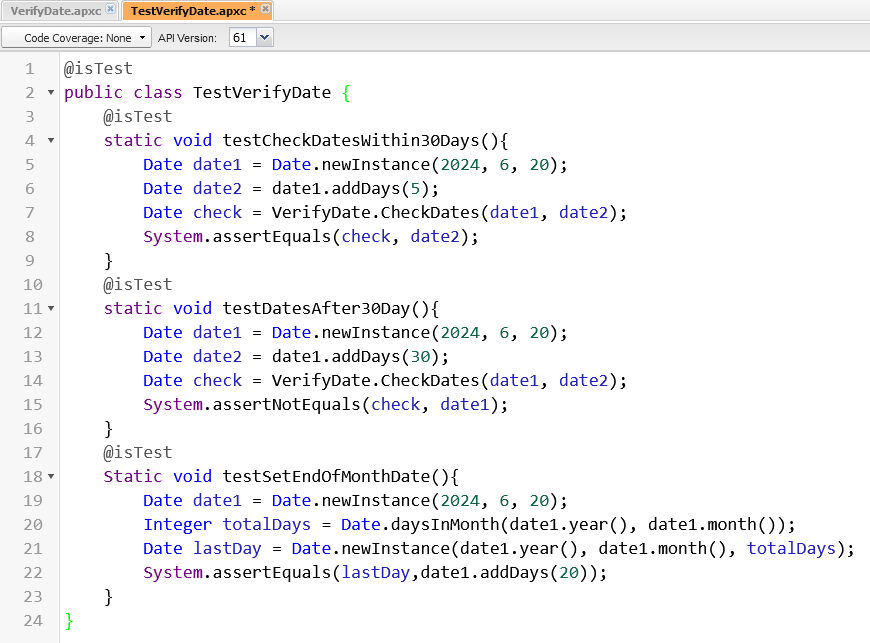 VerifyDate.apxc TestVerifyDate.apxc *
Code Coverage: None API Version: 61
1 @isTest
2 public class TestVerifyDate {
3 @isTest
4 static void testCheckDatesWithin30Days(){
5 Date date1 = Date.newInstance(2024, 6, 20);
6 Date date2 = date1.addDays(5);
7 Date check = VerifyDate.CheckDates(date1, date2);
8 System.assertEquals(check, date2);
9 }
10 @isTest
11 static void testDatesAfter30Day(){
12 Date date1 = Date.newInstance(2024, 6, 20);
13 Date date2 = date1.addDays(30);
14 Date check = VerifyDate.CheckDates(date1, date2);
15 System.assertNotEquals(check, date1);
16 }
17 @isTest
18 Static void testSetEndOfMonthDate(){
19 Date date1 = Date.newInstance(2024, 6, 20);
20 Integer totalDays = Date.daysInMonth(date1.year(), date1.month());
21 Date lastDay = Date.newInstance(date1.year(), date1.month(), totalDays);
22 System.assertEquals(lastDay,date1.addDays(20));
23 }
24 }